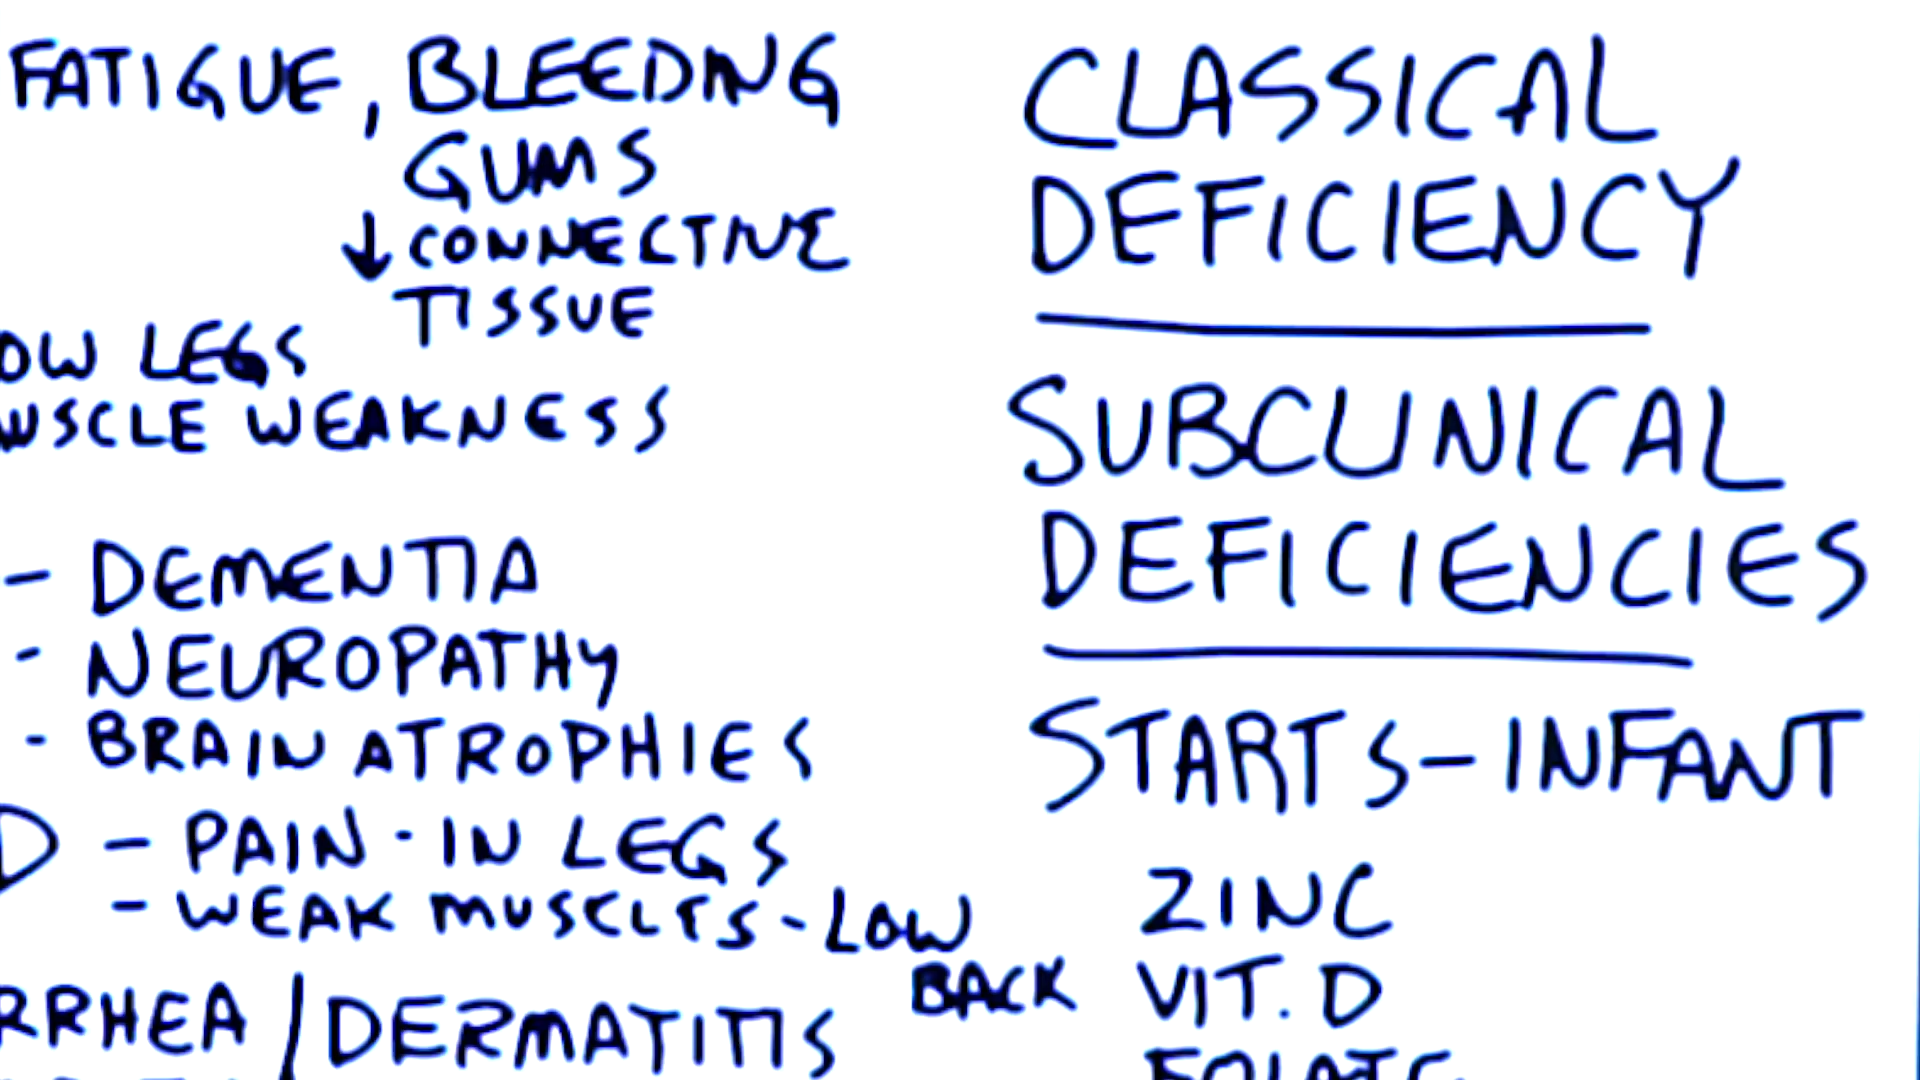 FATIGUE, BLEEDING
GUMS
↓ CONNECTIVE
TISSUE
OW LEGS
USCLE WEAKNESS
- DEMENTIA
- NEUROPATHY
- BRAIN ATROPHIES
D - PAIN - IN LEGS
- WEAK MUSCLES - LOW
BACK
RRHEA / DERMATITIS
CLASSICAL
DEFICIENCY
SUBCLINICAL
DEFICIENCIES
STARTS - INFANT
ZINC
VIT. D
FOLATE